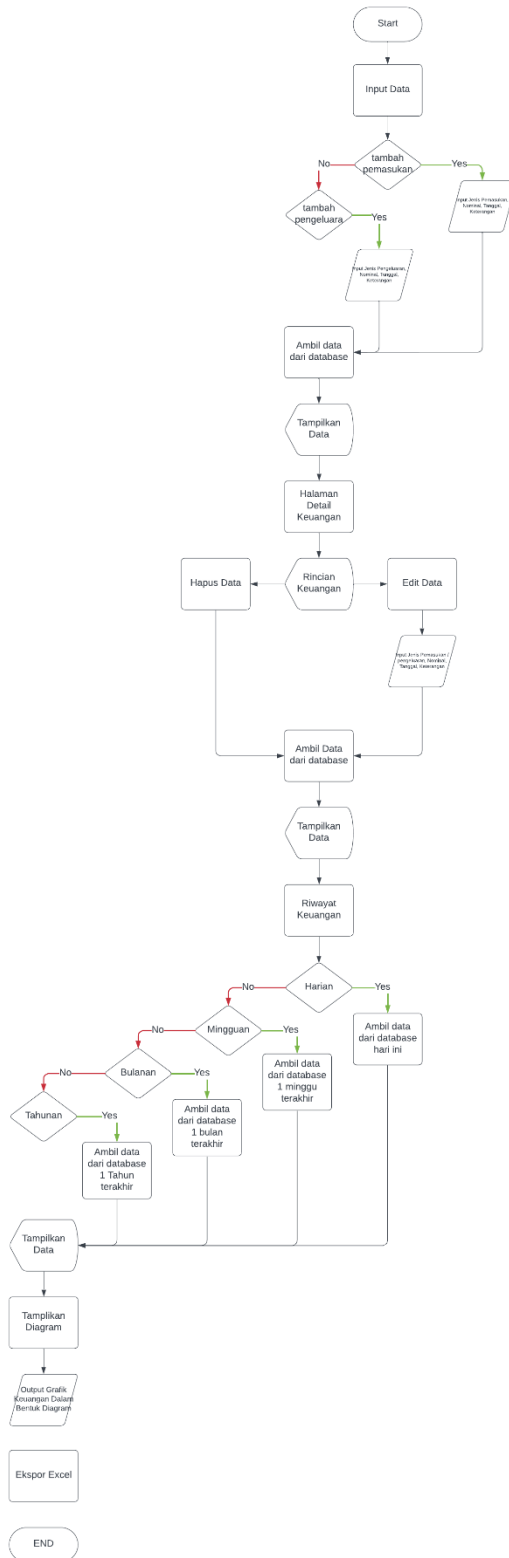 Start
Input Data
tambah
pemasukan
No
Yes
tambah
pengeluara
Yes
Input Jenis Pemasukan,
Nominal, Tanggal,
Keterangan
Input Jenis Pengeluaran,
Nominal, Tanggal,
Keterangan
Ambil data
dari database
Tampilkan
Data
Halaman
Detail
Keuangan
Hapus Data
Rincian
Keuangan
Edit Data
Input Jenis Pemasukan /
pengeluaran, Nominal,
Tanggal, Keterangan
Ambil Data
dari database
Tampilkan
Data
Riwayat
Keuangan
No
Harian
Yes
No
Mingguan
Yes
Ambil data
dari database
hari ini
No
Bulanan
Yes
Ambil data
dari database
1 minggu
terakhir
Tahunan
Yes
Ambil data
dari database
1 bulan
terakhir
Ambil data
dari database
1 Tahun
terakhir
Tampilkan
Data
Tamplikan
Diagram
Output Grafik
Keuangan Dalam
Bentuk Diagram
Ekspor Excel
END